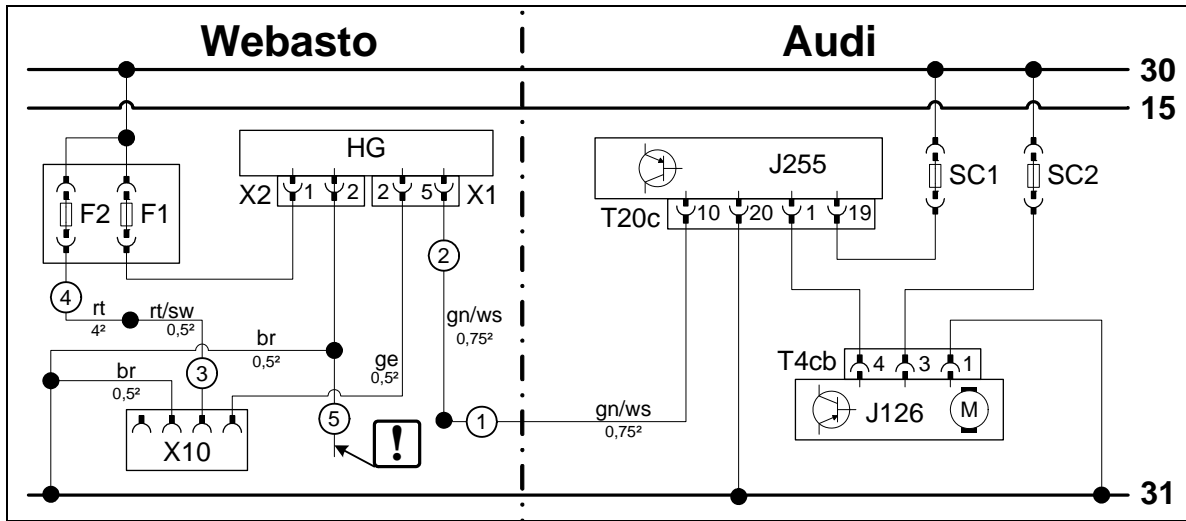 Webasto
Audi
30
15
HG
J255
X2 1 2 2 5 X1
SC1
SC2
F2 F1
T20c 10 20 1 19
2
4
rt
4²
rt/sw
0,5²
gn/ws
0,75²
br
0,5²
ge
0,5²
br
0,5²
3
T4cb 4 3 1
5
1
gn/ws
0,75²
J126
M
X10
!
31